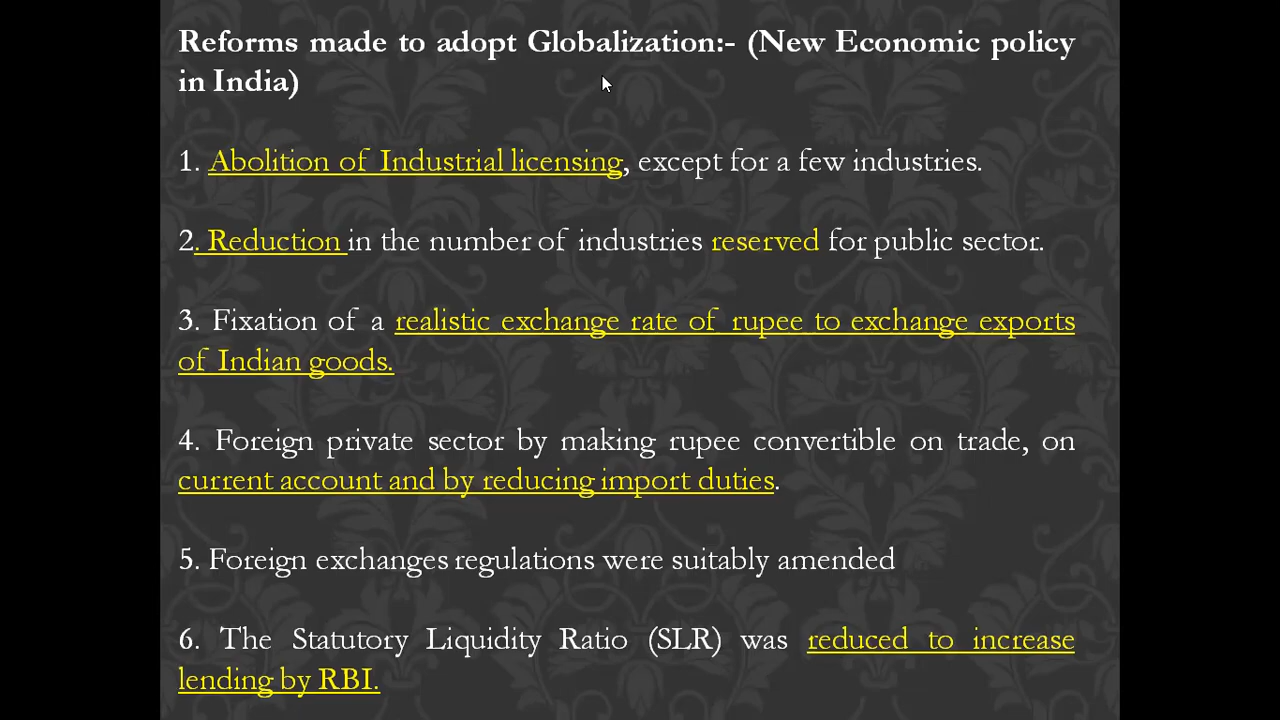 Reforms made to adopt Globalization:- (New Economic policy
in India)
1. Abolition of Industrial licensing, except for a few industries.
2. Reduction in the number of industries reserved for public sector.
3. Fixation of a realistic exchange rate of rupee to exchange exports
of Indian goods.
4. Foreign private sector by making rupee convertible on trade, on
current account and by reducing import duties.
5. Foreign exchanges regulations were suitably amended
6. The Statutory Liquidity Ratio (SLR) was reduced to increase
lending by RBI.